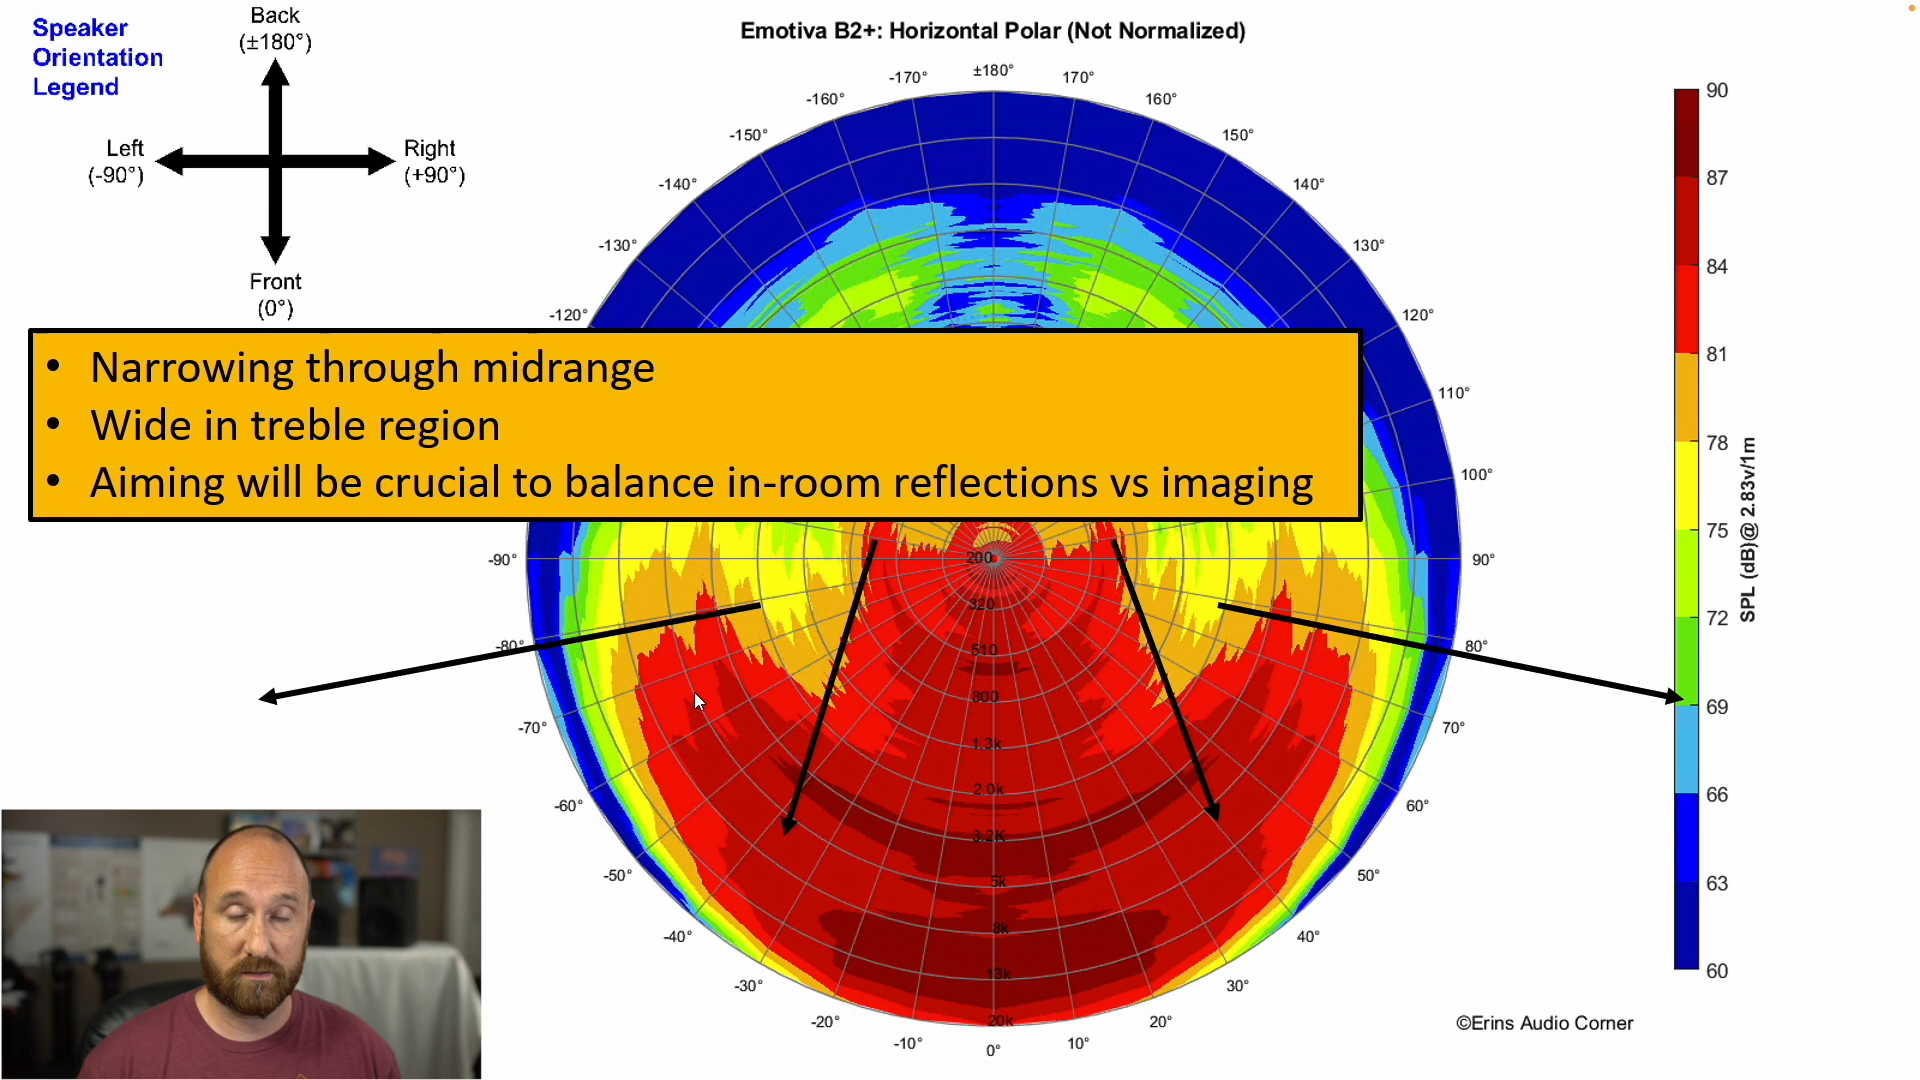 Speaker
Orientation
Legend
Back
(±180°)
Left
(-90°)
Right
(+90°)
Front
(0°)
Emotiva B2+: Horizontal Polar (Not Normalized)
±180°
-170°
170°
-160°
160°
-150°
150°
-140°
140°
-130°
130°
-120°
120°
110°
100°
-90°
90°
-80°
80°
-70°
70°
-60°
60°
-50°
50°
-40°
40°
-30°
30°
-20°
20°
-10°
10°
0°
• Narrowing through midrange
• Wide in treble region
• Aiming will be crucial to balance in-room reflections vs imaging
200
320
510
800
1.3k
2.0k
3.2k
5k
8k
13k
20k
90
87
84
81
78
75
72
69
66
63
60
SPL (dB)@ 2.83v/1m
©Erins Audio Corner